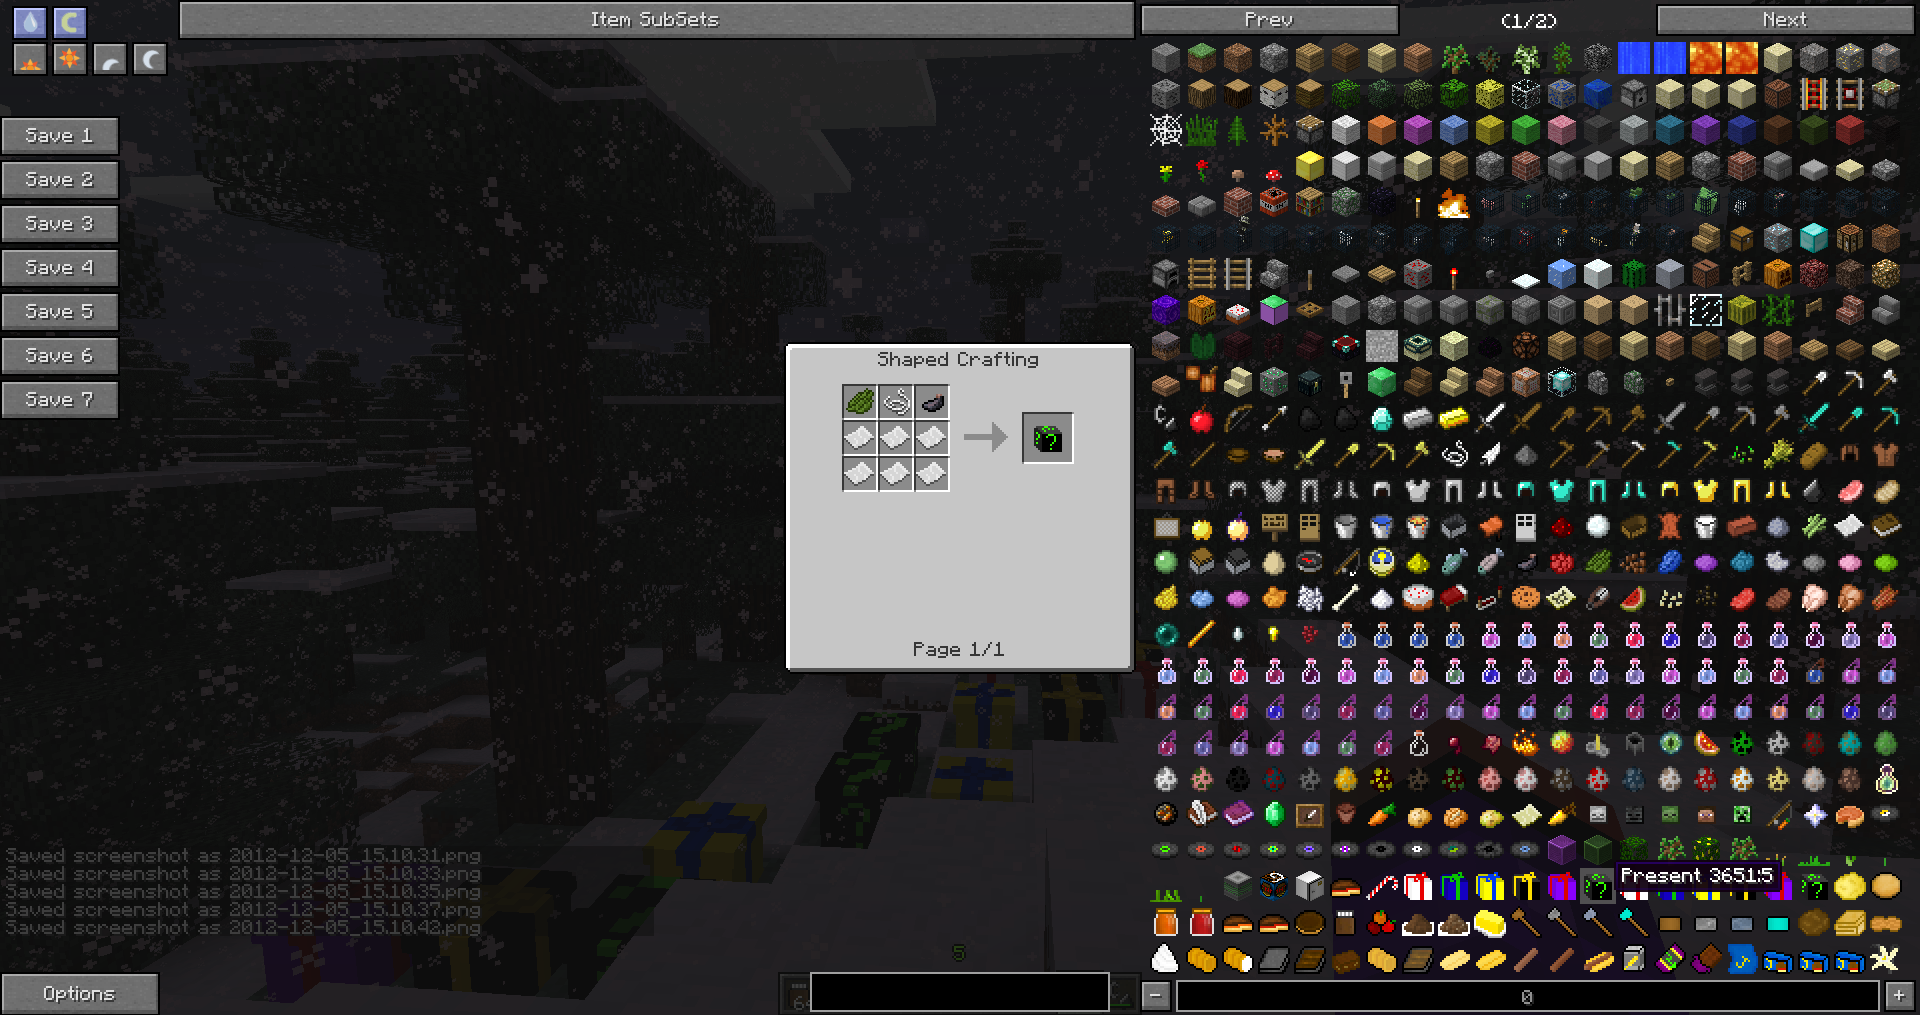 Item SubSets
Prev
(1/2)
Next
Save 1
Save 2
Save 3
Save 4
Save 5
Save 6
Save 7
Shaped Crafting
?
Page 1/1
Saved screenshot as 2012-12-05_15.10.31.png
Saved screenshot as 2012-12-05_15.10.33.png
Saved screenshot as 2012-12-05_15.10.35.png
Saved screenshot as 2012-12-05_15.10.37.png
Saved screenshot as 2012-12-05_15.10.42.png
Present 3651:5
5
Options
-
0
+